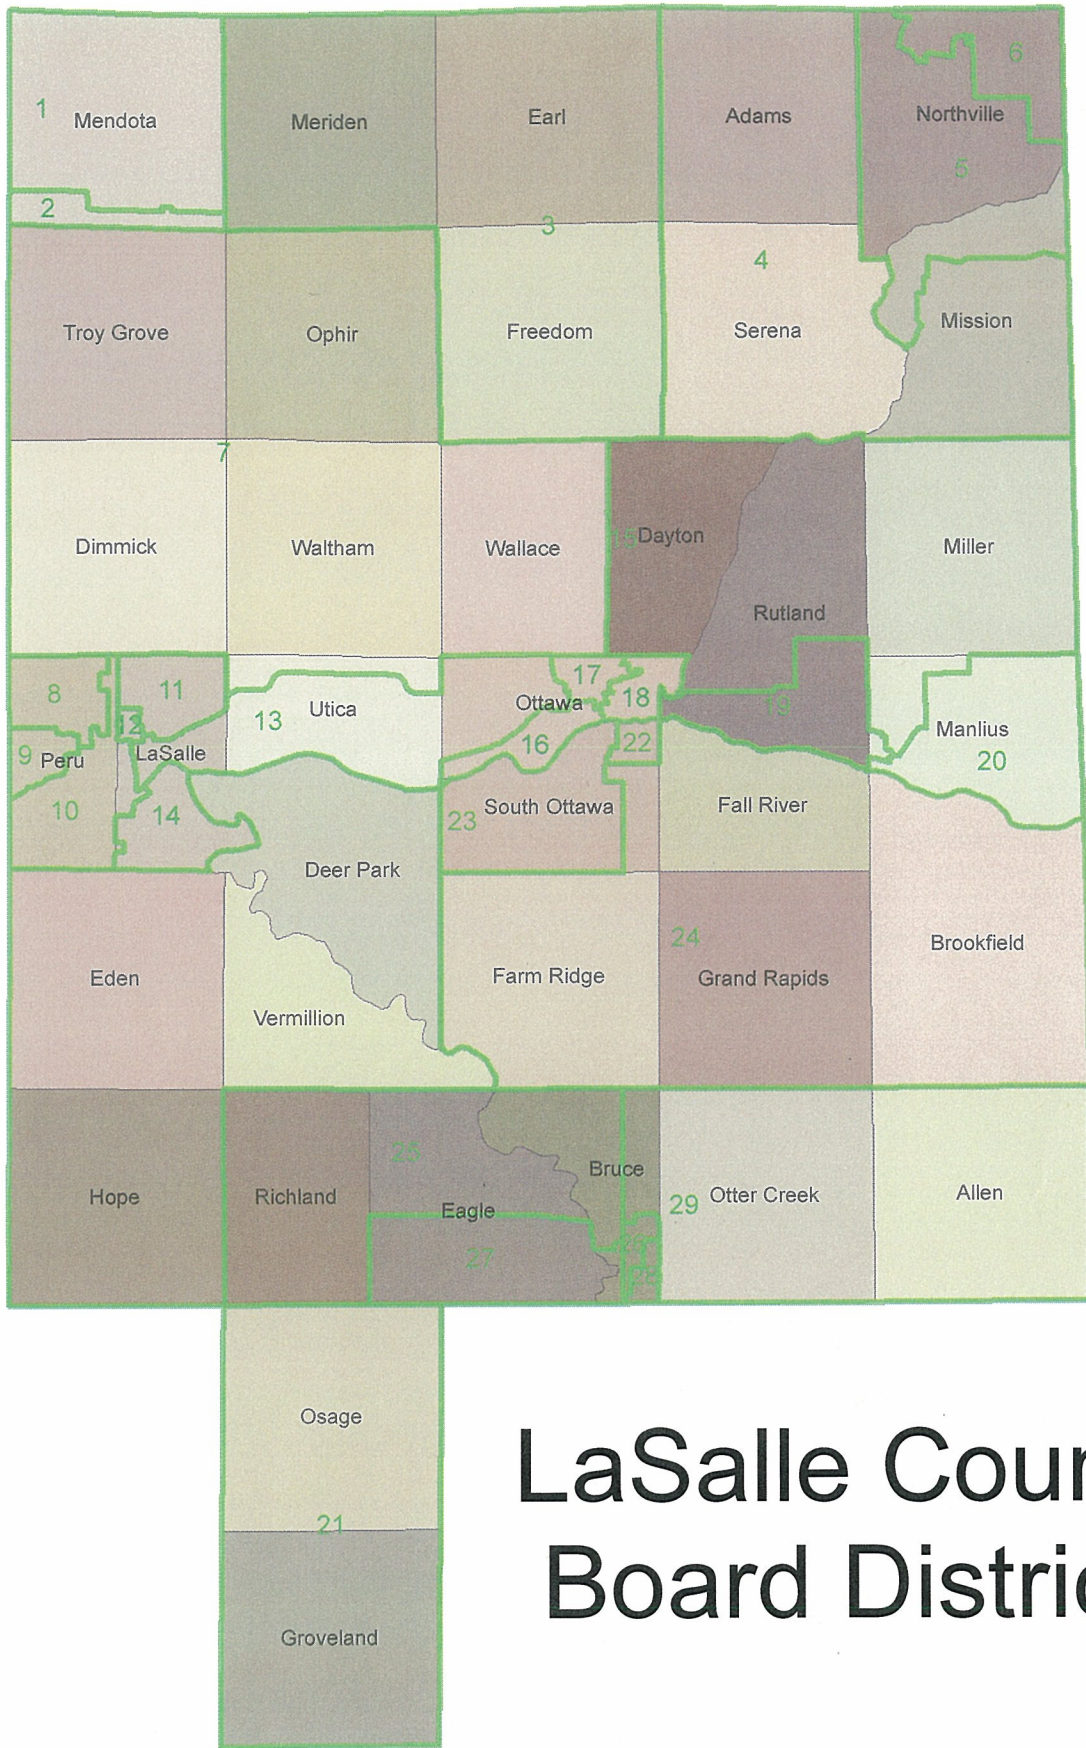 1
Mendota
Meriden
Earl
Adams
Northville
6
5
2
3
4
Troy Grove
Ophir
Freedom
Serena
Mission
7
Dimmick
Waltham
Wallace
15
Dayton
Miller
Rutland
8
11
17
18
Ottawa
Utica
13
12
19
Manlius
20
9
Peru
LaSalle
16
22
10
14
23
South Ottawa
Fall River
Deer Park
Eden
Farm Ridge
24
Grand Rapids
Brookfield
Vermillion
Hope
Richland
25
Bruce
Eagle
29
Otter Creek
Allen
27
Osage
21
Groveland
LaSalle Coun
Board Distric